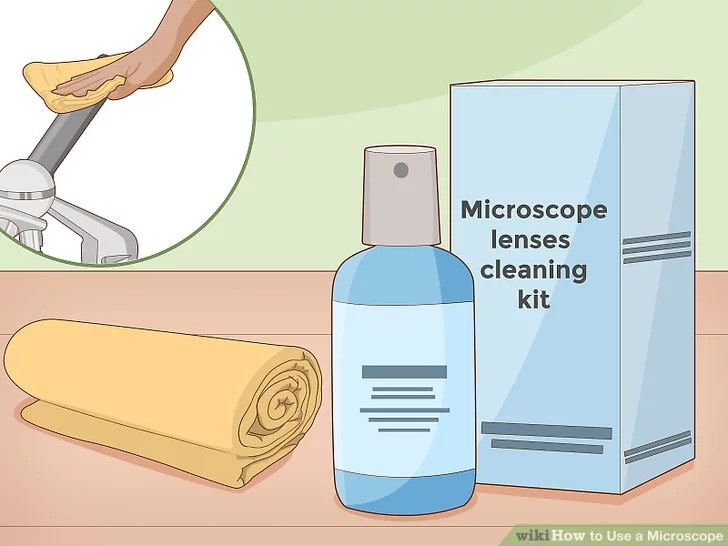 Microscope
lenses
cleaning
kit
wikiHow to Use a Microscope